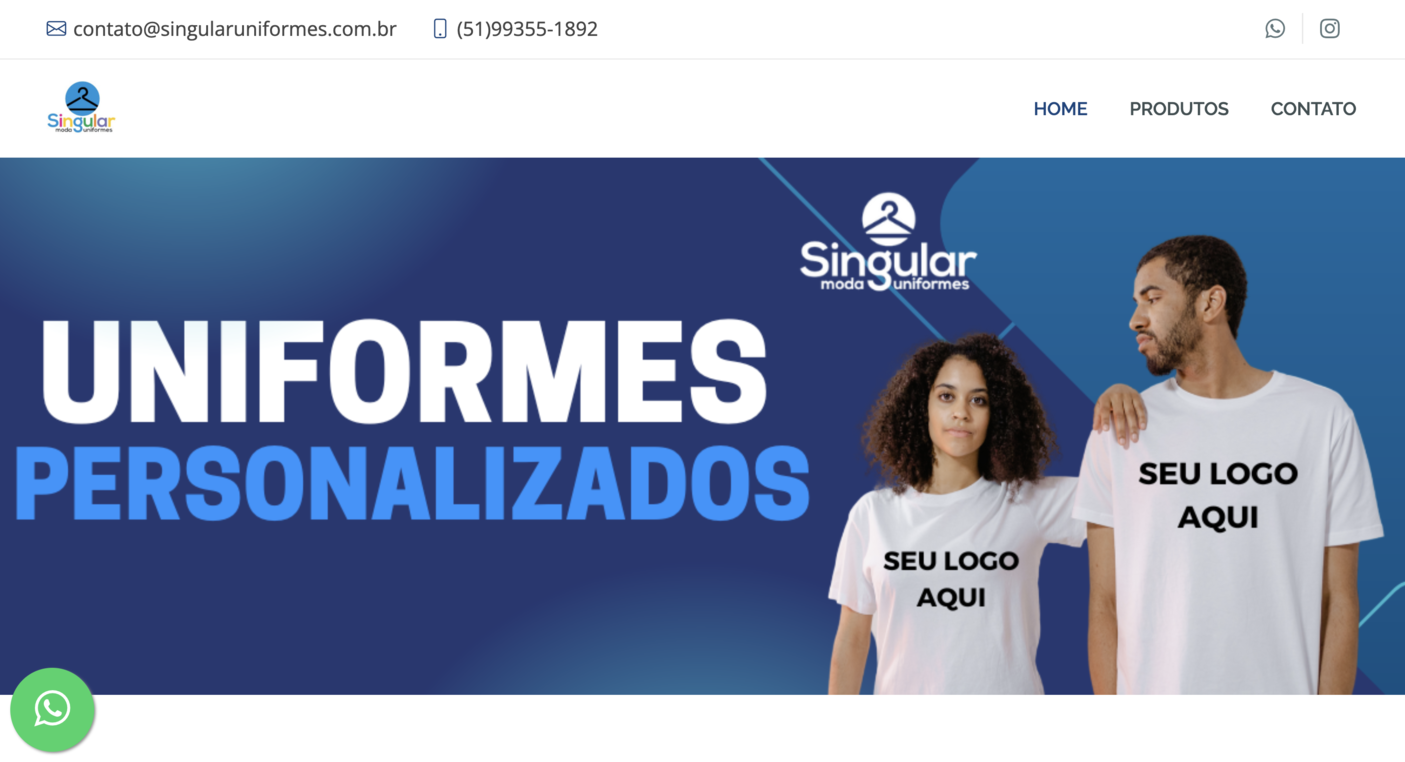 contato@singularuniformes.com.br (51)99355-1892
Singular
moda uniformes
HOME PRODUTOS CONTATO
Singular
moda uniformes
UNIFORMES
PERSONALIZADOS
SEU LOGO
AQUI
SEU LOGO
AQUI